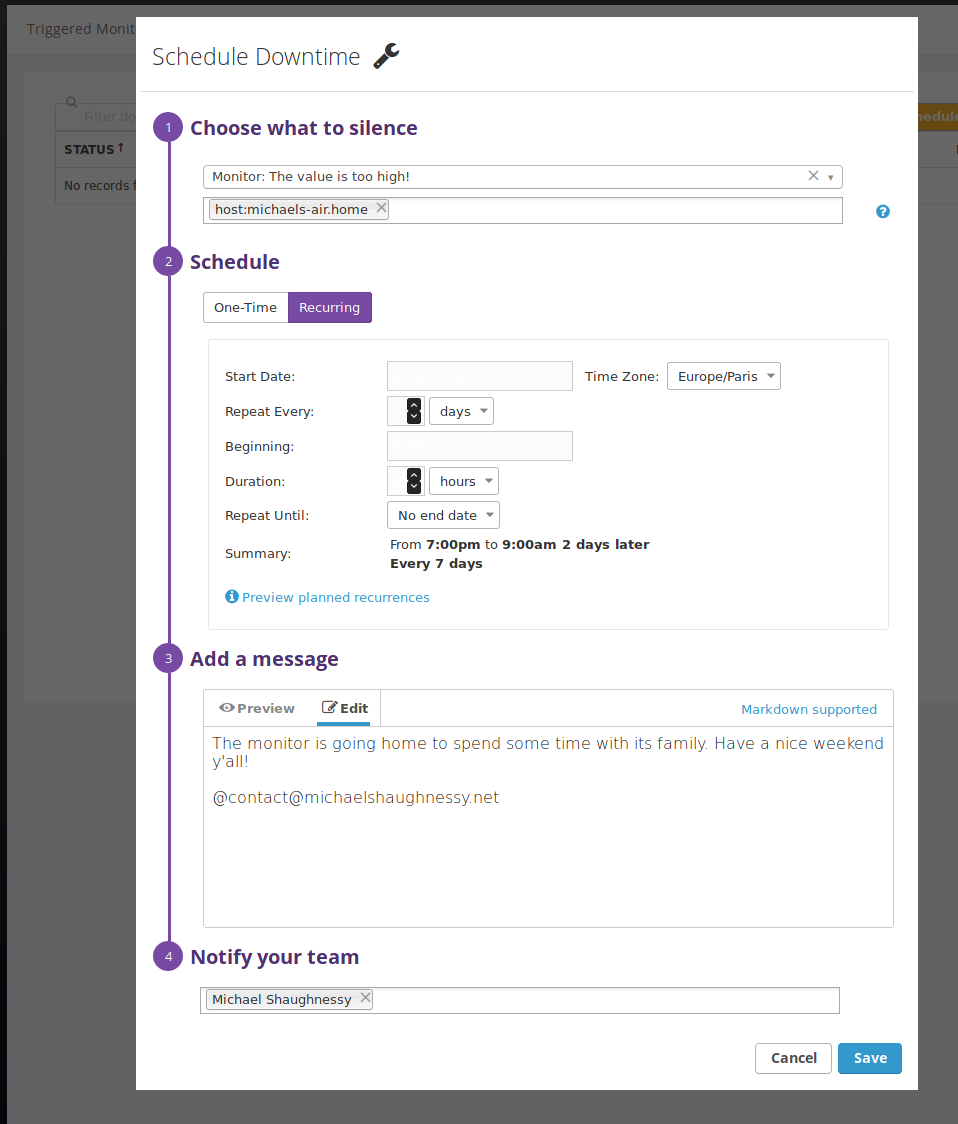 Triggered Monit
Schedule Downtime
Filter do
hedule
STATUS
No records f
1
Choose what to silence
Monitor: The value is too high!
host:michaels-air.home
2
Schedule
One-Time Recurring
Start Date: Time Zone: Europe/Paris
Repeat Every: days
Beginning:
Duration: hours
Repeat Until: No end date
Summary: From 7:00pm to 9:00am 2 days later
Every 7 days
Preview planned recurrences
3
Add a message
Preview Edit Markdown supported
The monitor is going home to spend some time with its family. Have a nice weekend
y'all!
@contact@michaelshaughnessy.net
4
Notify your team
Michael Shaughnessy
Cancel Save